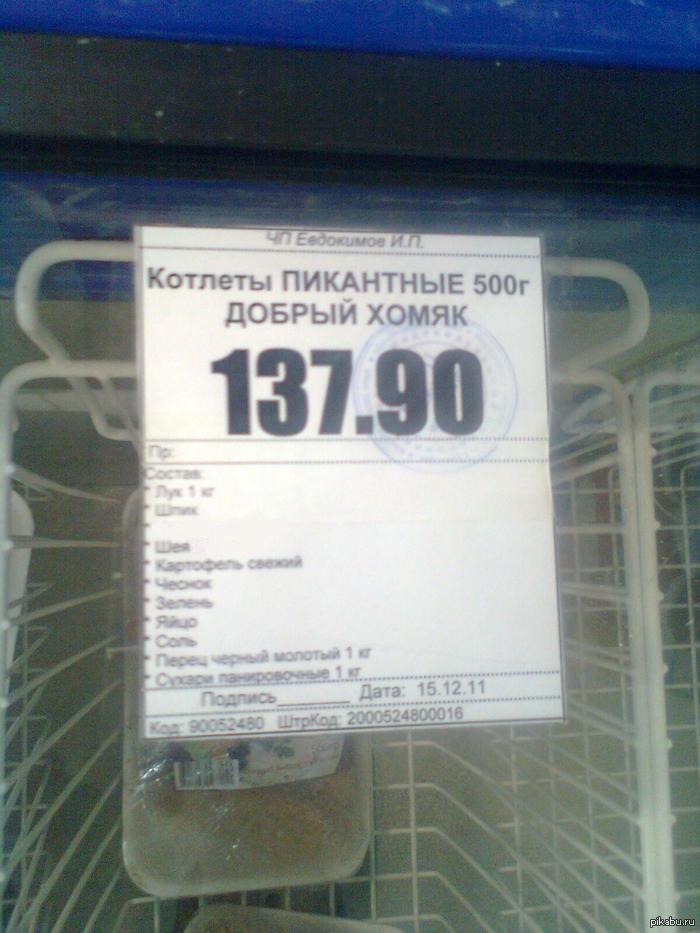 ЧП Евдокимов И.П.
Котлеты ПИКАНТНЫЕ 500г
ДОБРЫЙ ХОМЯК
137.90
Пр:
Состав:
* Лук 1 кг
* Шпик
*
* Шея
* Картофель свежий
* Чеснок
* Зелень
* Яйцо
* Соль
* Перец черный молотый 1 кг
* Сухари панировочные 1 кг
Подпись________ Дата: 15.12.11
Код: 90052480 ШтрКод: 2000524800016
500г
pikabu.ru